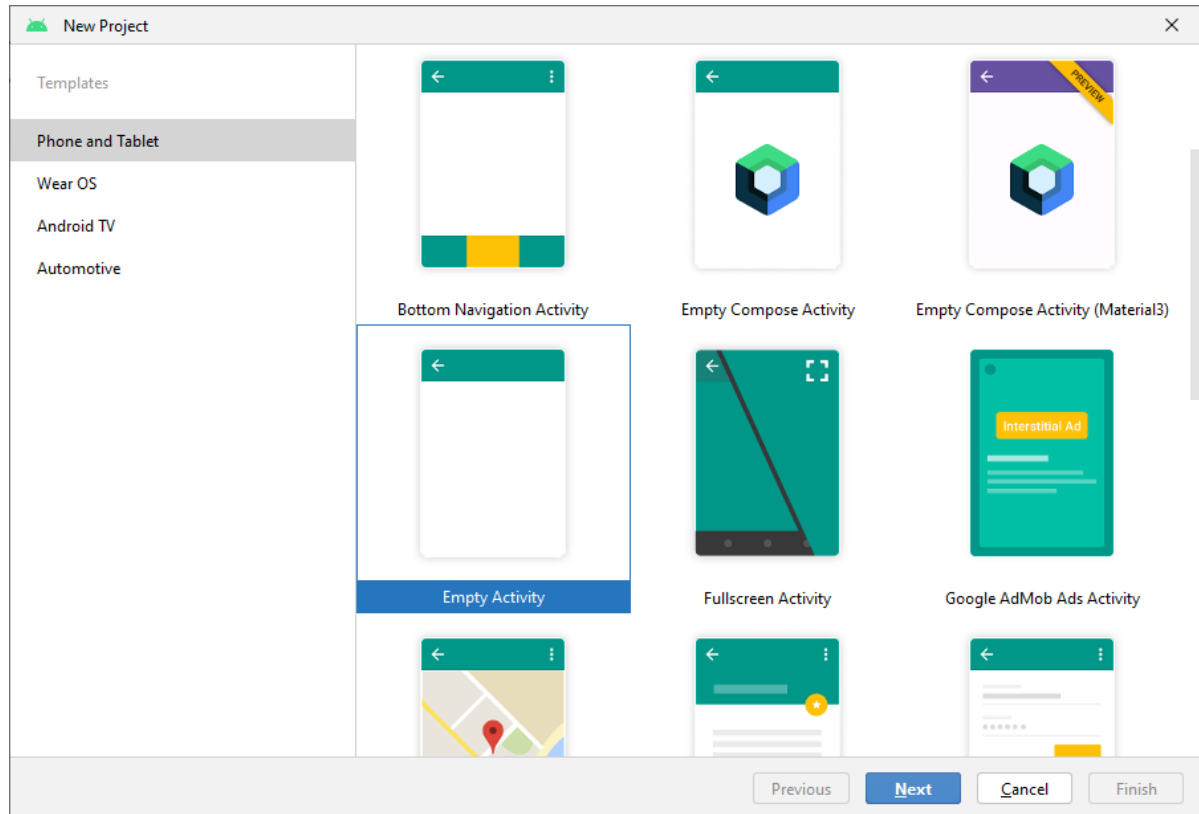 New Project
Templates
Phone and Tablet
Wear OS
Android TV
Automotive
PREVIEW
Bottom Navigation Activity
Empty Compose Activity
Empty Compose Activity (Material3)
Interstitial Ad
Empty Activity
Fullscreen Activity
Google AdMob Ads Activity
Previous
Next
Cancel
Finish